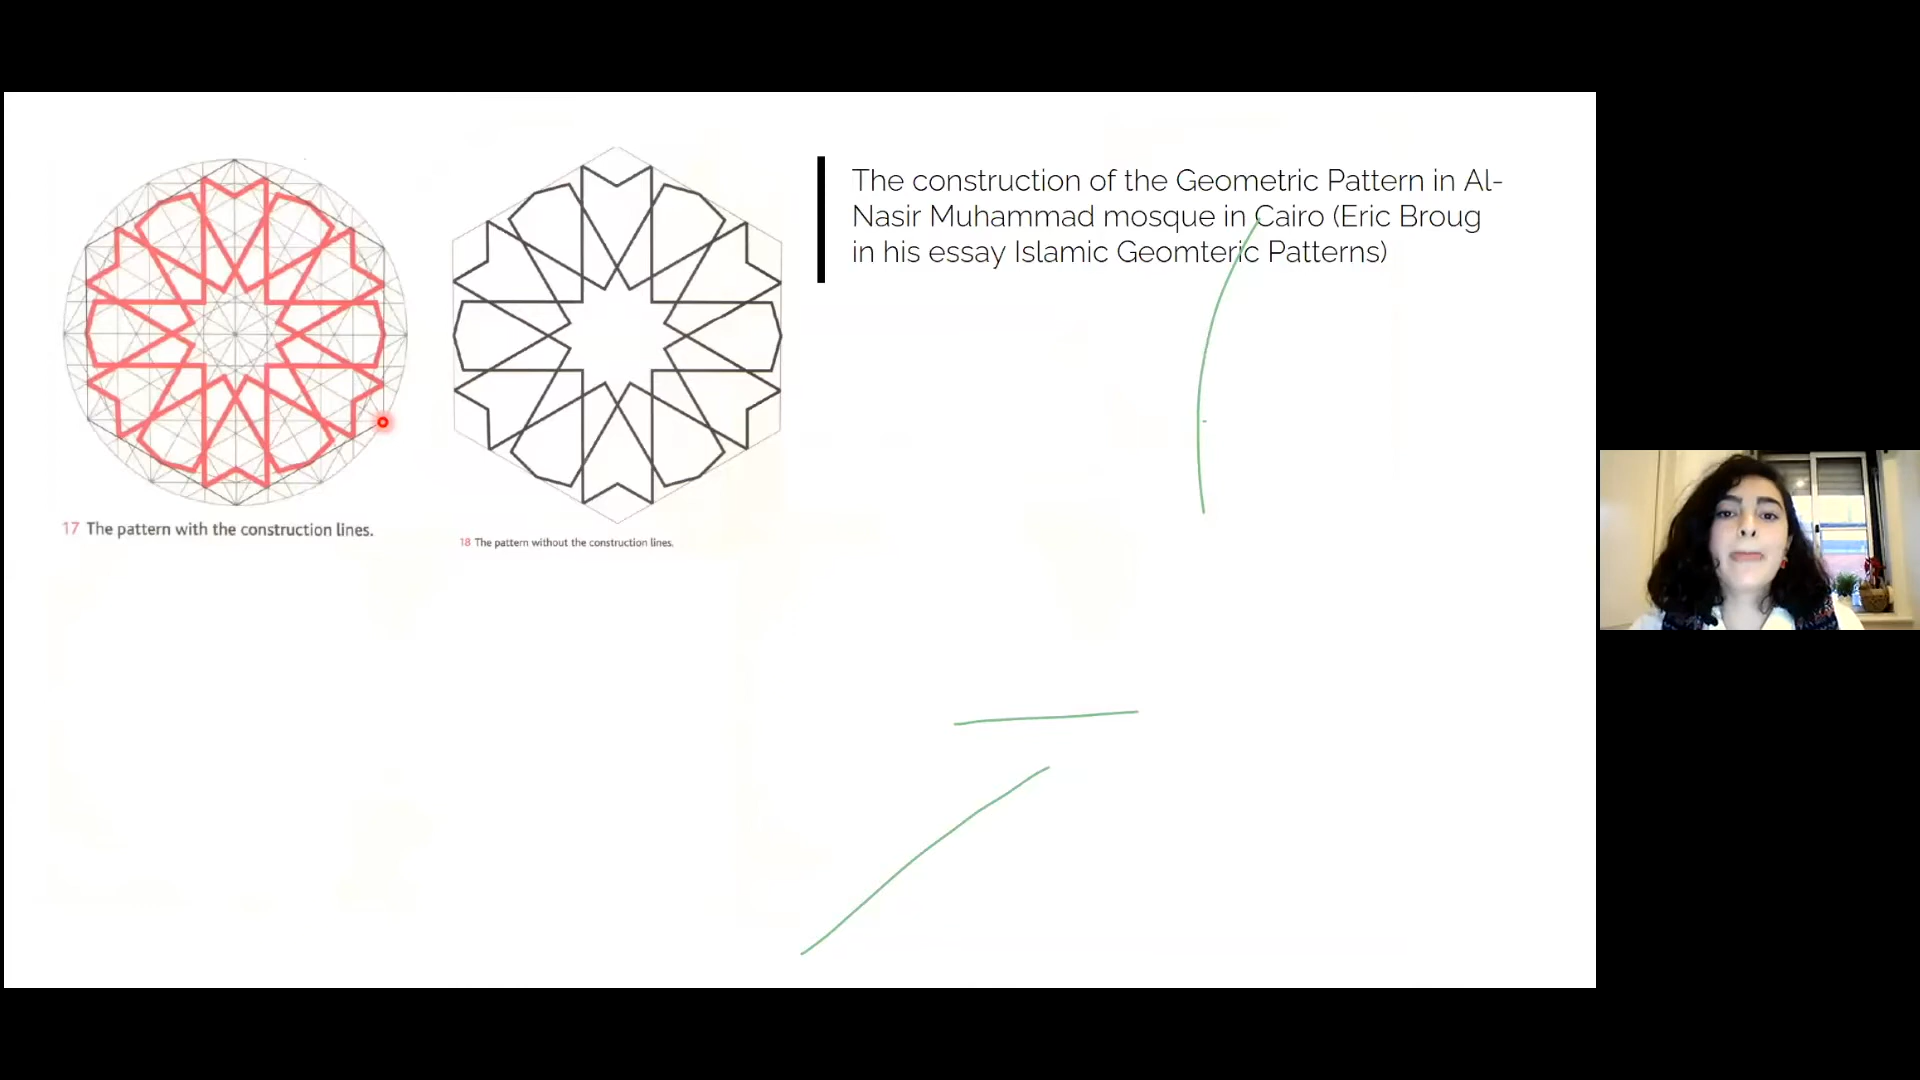 The construction of the Geometric Pattern in Al-
Nasir Muhammad mosque in Cairo (Eric Broug
in his essay Islamic Geomteric Patterns)
17 The pattern with the construction lines.
18 The pattern without the construction lines.